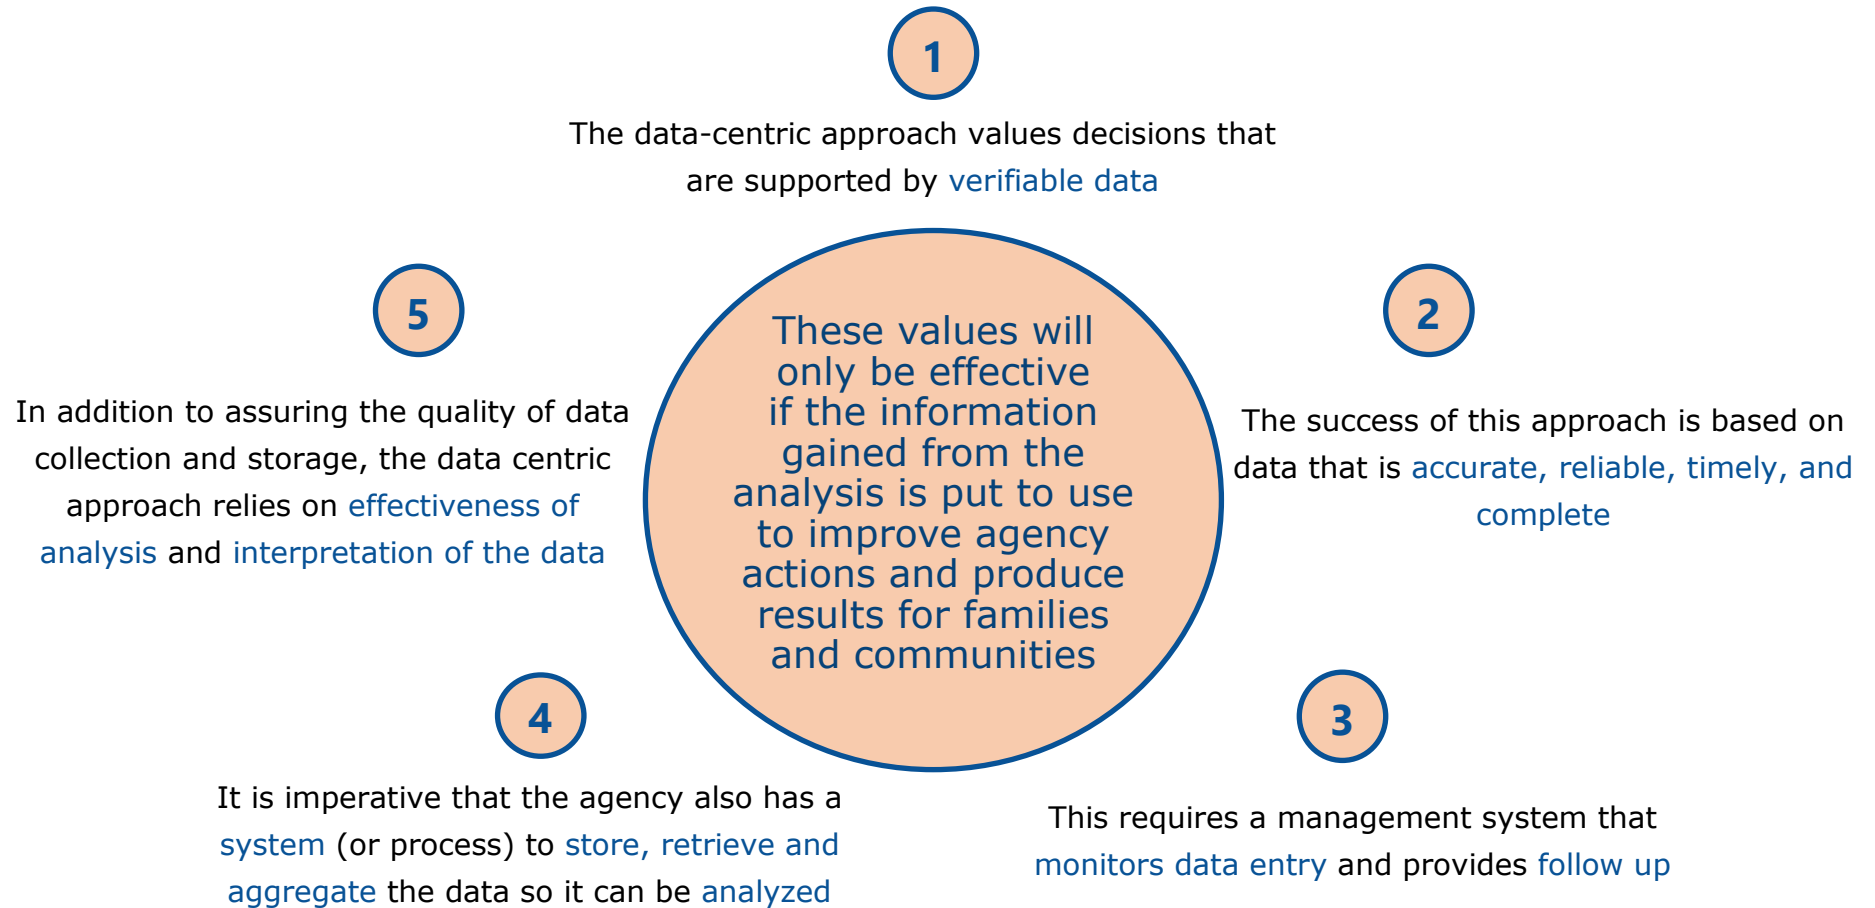 1
The data-centric approach values decisions that
are supported by verifiable data
2
The success of this approach is based on
data that is accurate, reliable, timely, and
complete
3
This requires a management system that
monitors data entry and provides follow up
4
It is imperative that the agency also has a
system (or process) to store, retrieve and
aggregate the data so it can be analyzed
5
In addition to assuring the quality of data
collection and storage, the data centric
approach relies on effectiveness of
analysis and interpretation of the data
These values will
only be effective
if the information
gained from the
analysis is put to use
to improve agency
actions and produce
results for families
and communities